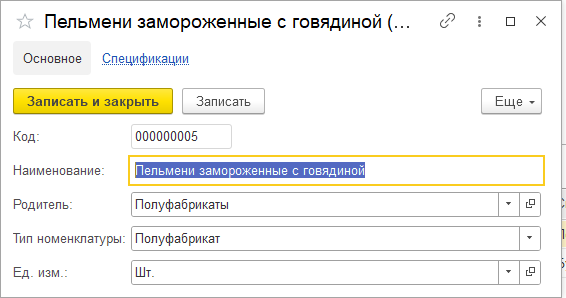 Пельмени замороженные с говядиной (...
Основное Спецификации
Записать и закрыть Записать Еще
Код: 000000005
Наименование: Пельмени замороженные с говядиной
Родитель: Полуфабрикаты
Тип номенклатуры: Полуфабрикат
Ед. изм.: Шт.